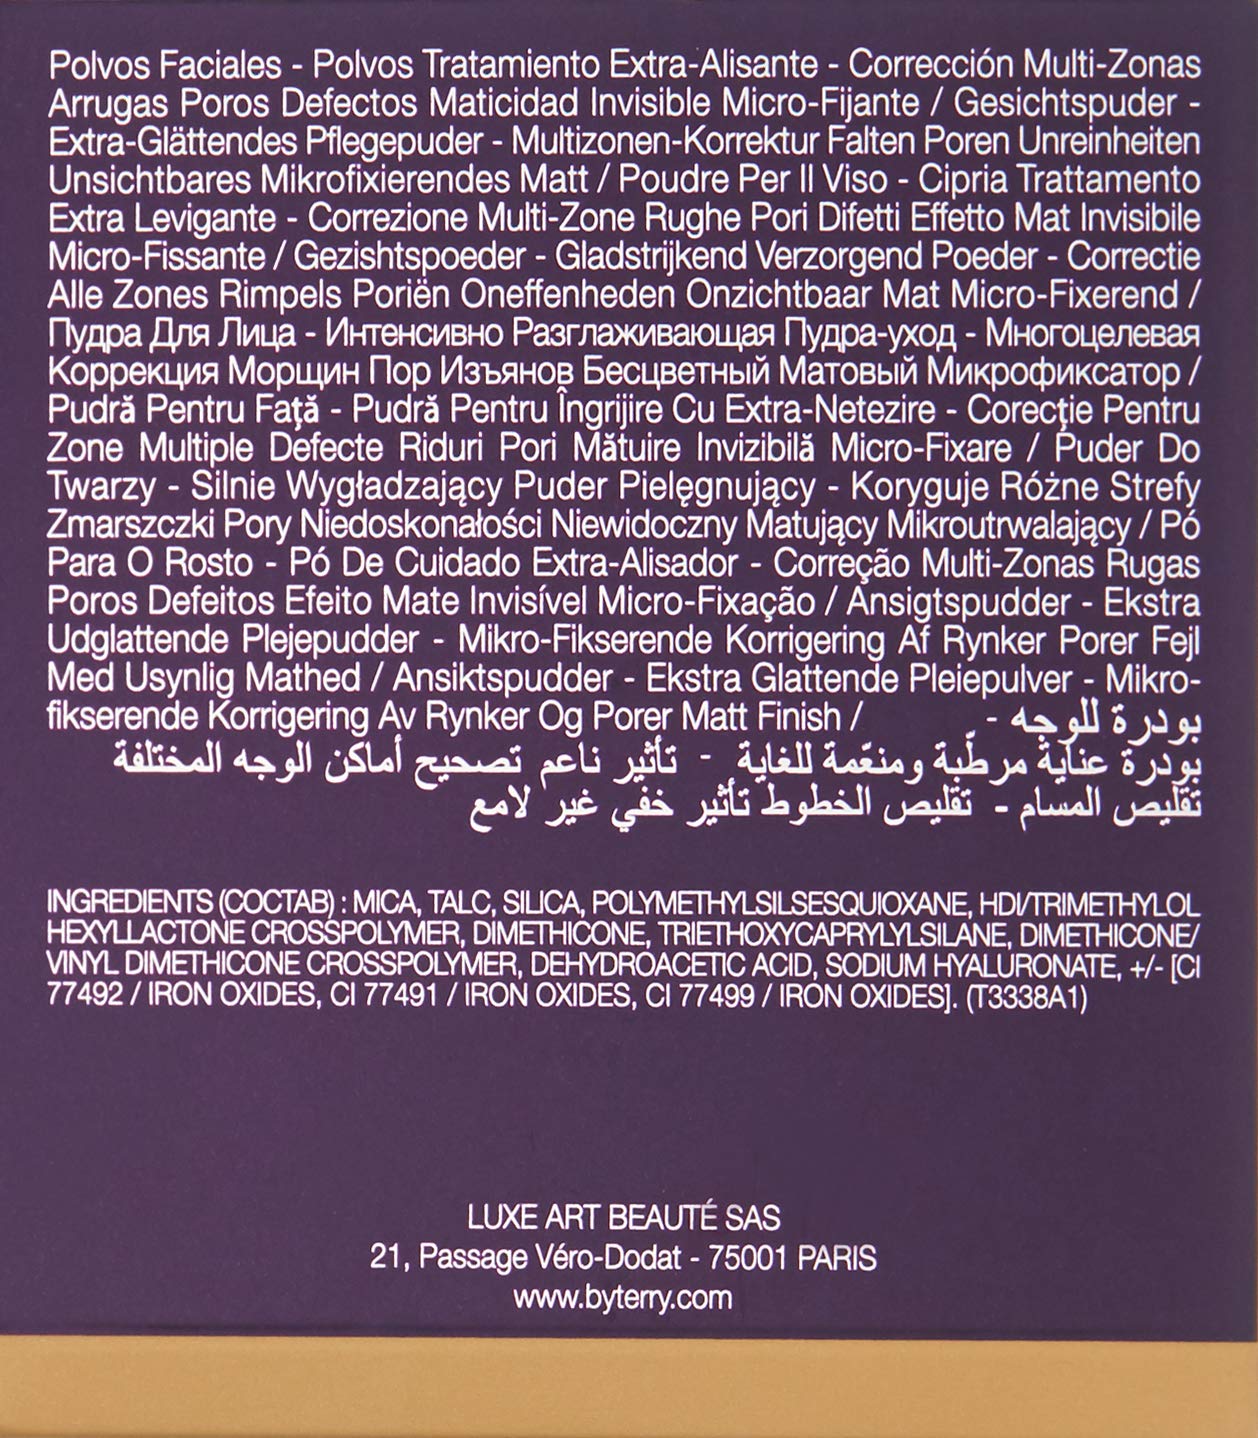 Polvos Faciales - Polvos Tratamiento Extra-Alisante - Corrección Multi-Zonas
Arrugas Poros Defectos Maticidad Invisible Micro-Fijante / Gesichtspuder -
Extra-Glättendes Pflegepuder - Multizonen-Korrektur Falten Poren Unreinheiten
Unsichtbares Mikrofixierendes Matt / Poudre Per Il Viso - Cipria Trattamento
Extra Levigante - Correzione Multi-Zone Rughe Pori Difetti Effetto Mat Invisibile
Micro-Fissante / Gezishtspoeder - Gladstrijkend Verzorgend Poeder - Correctie
Alle Zones Rimpels Poriën Oneffenheden Onzichtbaar Mat Micro-Fixerend /
Пудра Для Лица - Интенсивно Разглаживающая Пудра-уход - Многоцелевая
Коррекция Морщин Пор Изъянов Бесцветный Матовый Микрофиксатор /
Pudră Pentru Faţă - Pudră Pentru Îngrijire Cu Extra-Netezire - Corecţie Pentru
Zone Multiple Defecte Riduri Pori Mătuire Invizibilă Micro-Fixare / Puder Do
Twarzy - Silnie Wygładzający Puder Pielęgnujący - Koryguje Różne Strefy
Zmarszczki Pory Niedoskonałości Niewidoczny Matujący Mikroutrwalający / Pó
Para O Rosto - Pó De Cuidado Extra-Alisador - Correção Multi-Zonas Rugas
Poros Defeitos Efeito Mate Invisível Micro-Fixação / Ansigtspudder - Ekstra
Udglattende Plejepudder - Mikro-Fikserende Korrigering Af Rynker Porer Fejl
Med Usynlig Mathed / Ansiktspudder - Ekstra Glattende Pleiepulver - Mikro-
fikserende Korrigering Av Rynker Og Porer Matt Finish / بودرة للوجه -
بودرة عناية مرطّبة ومنعّمة للغاية - تأثير ناعم تصحيح أماكن الوجه المختلفة
تقليص المسام - تقليص الخطوط تأثير خفي غير لامع
INGREDIENTS (COCTAB) : MICA, TALC, SILICA, POLYMETHYLSILSESQUIOXANE, HDI/TRIMETHYLOL
HEXYLLACTONE CROSSPOLYMER, DIMETHICONE, TRIETHOXYCAPRYLYLSILANE, DIMETHICONE/
VINYL DIMETHICONE CROSSPOLYMER, DEHYDROACETIC ACID, SODIUM HYALURONATE, +/- [CI
77492 / IRON OXIDES, CI 77491 / IRON OXIDES, CI 77499 / IRON OXIDES]. (T3338A1)
LUXE ART BEAUTÉ SAS
21, Passage Véro-Dodat - 75001 PARIS
www.byterry.com